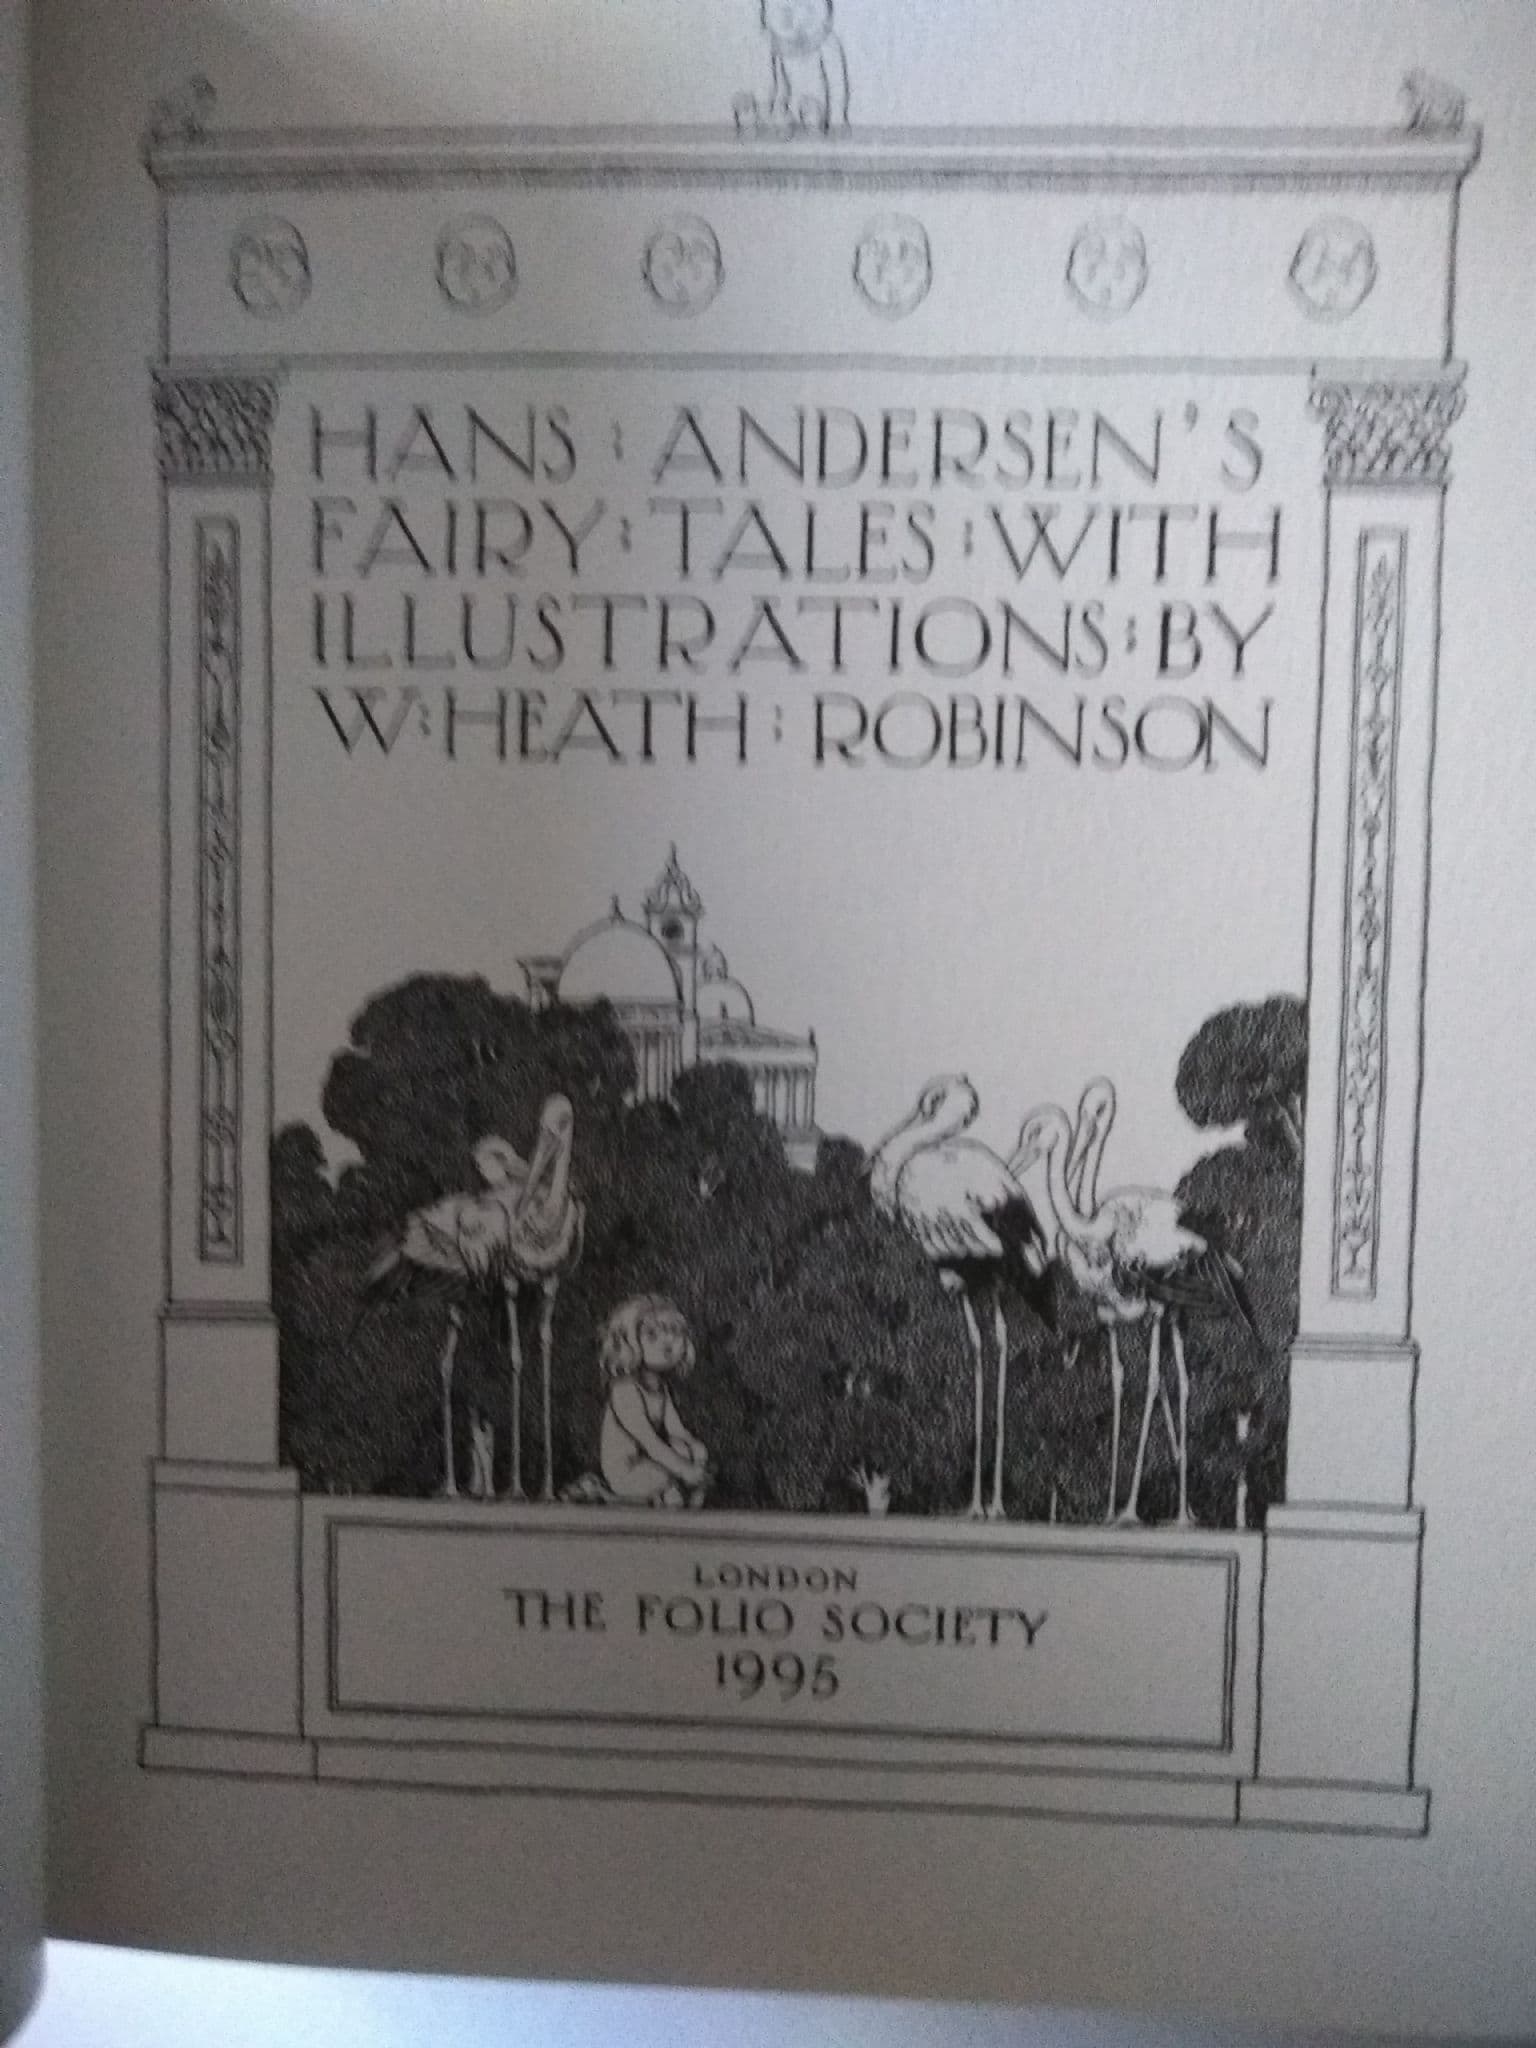 HANS : ANDERSEN'S
FAIRY : TALES : WITH
ILLUSTRATIONS : BY
W : HEATH : ROBINSON
LONDON
THE FOLIO SOCIETY
1995